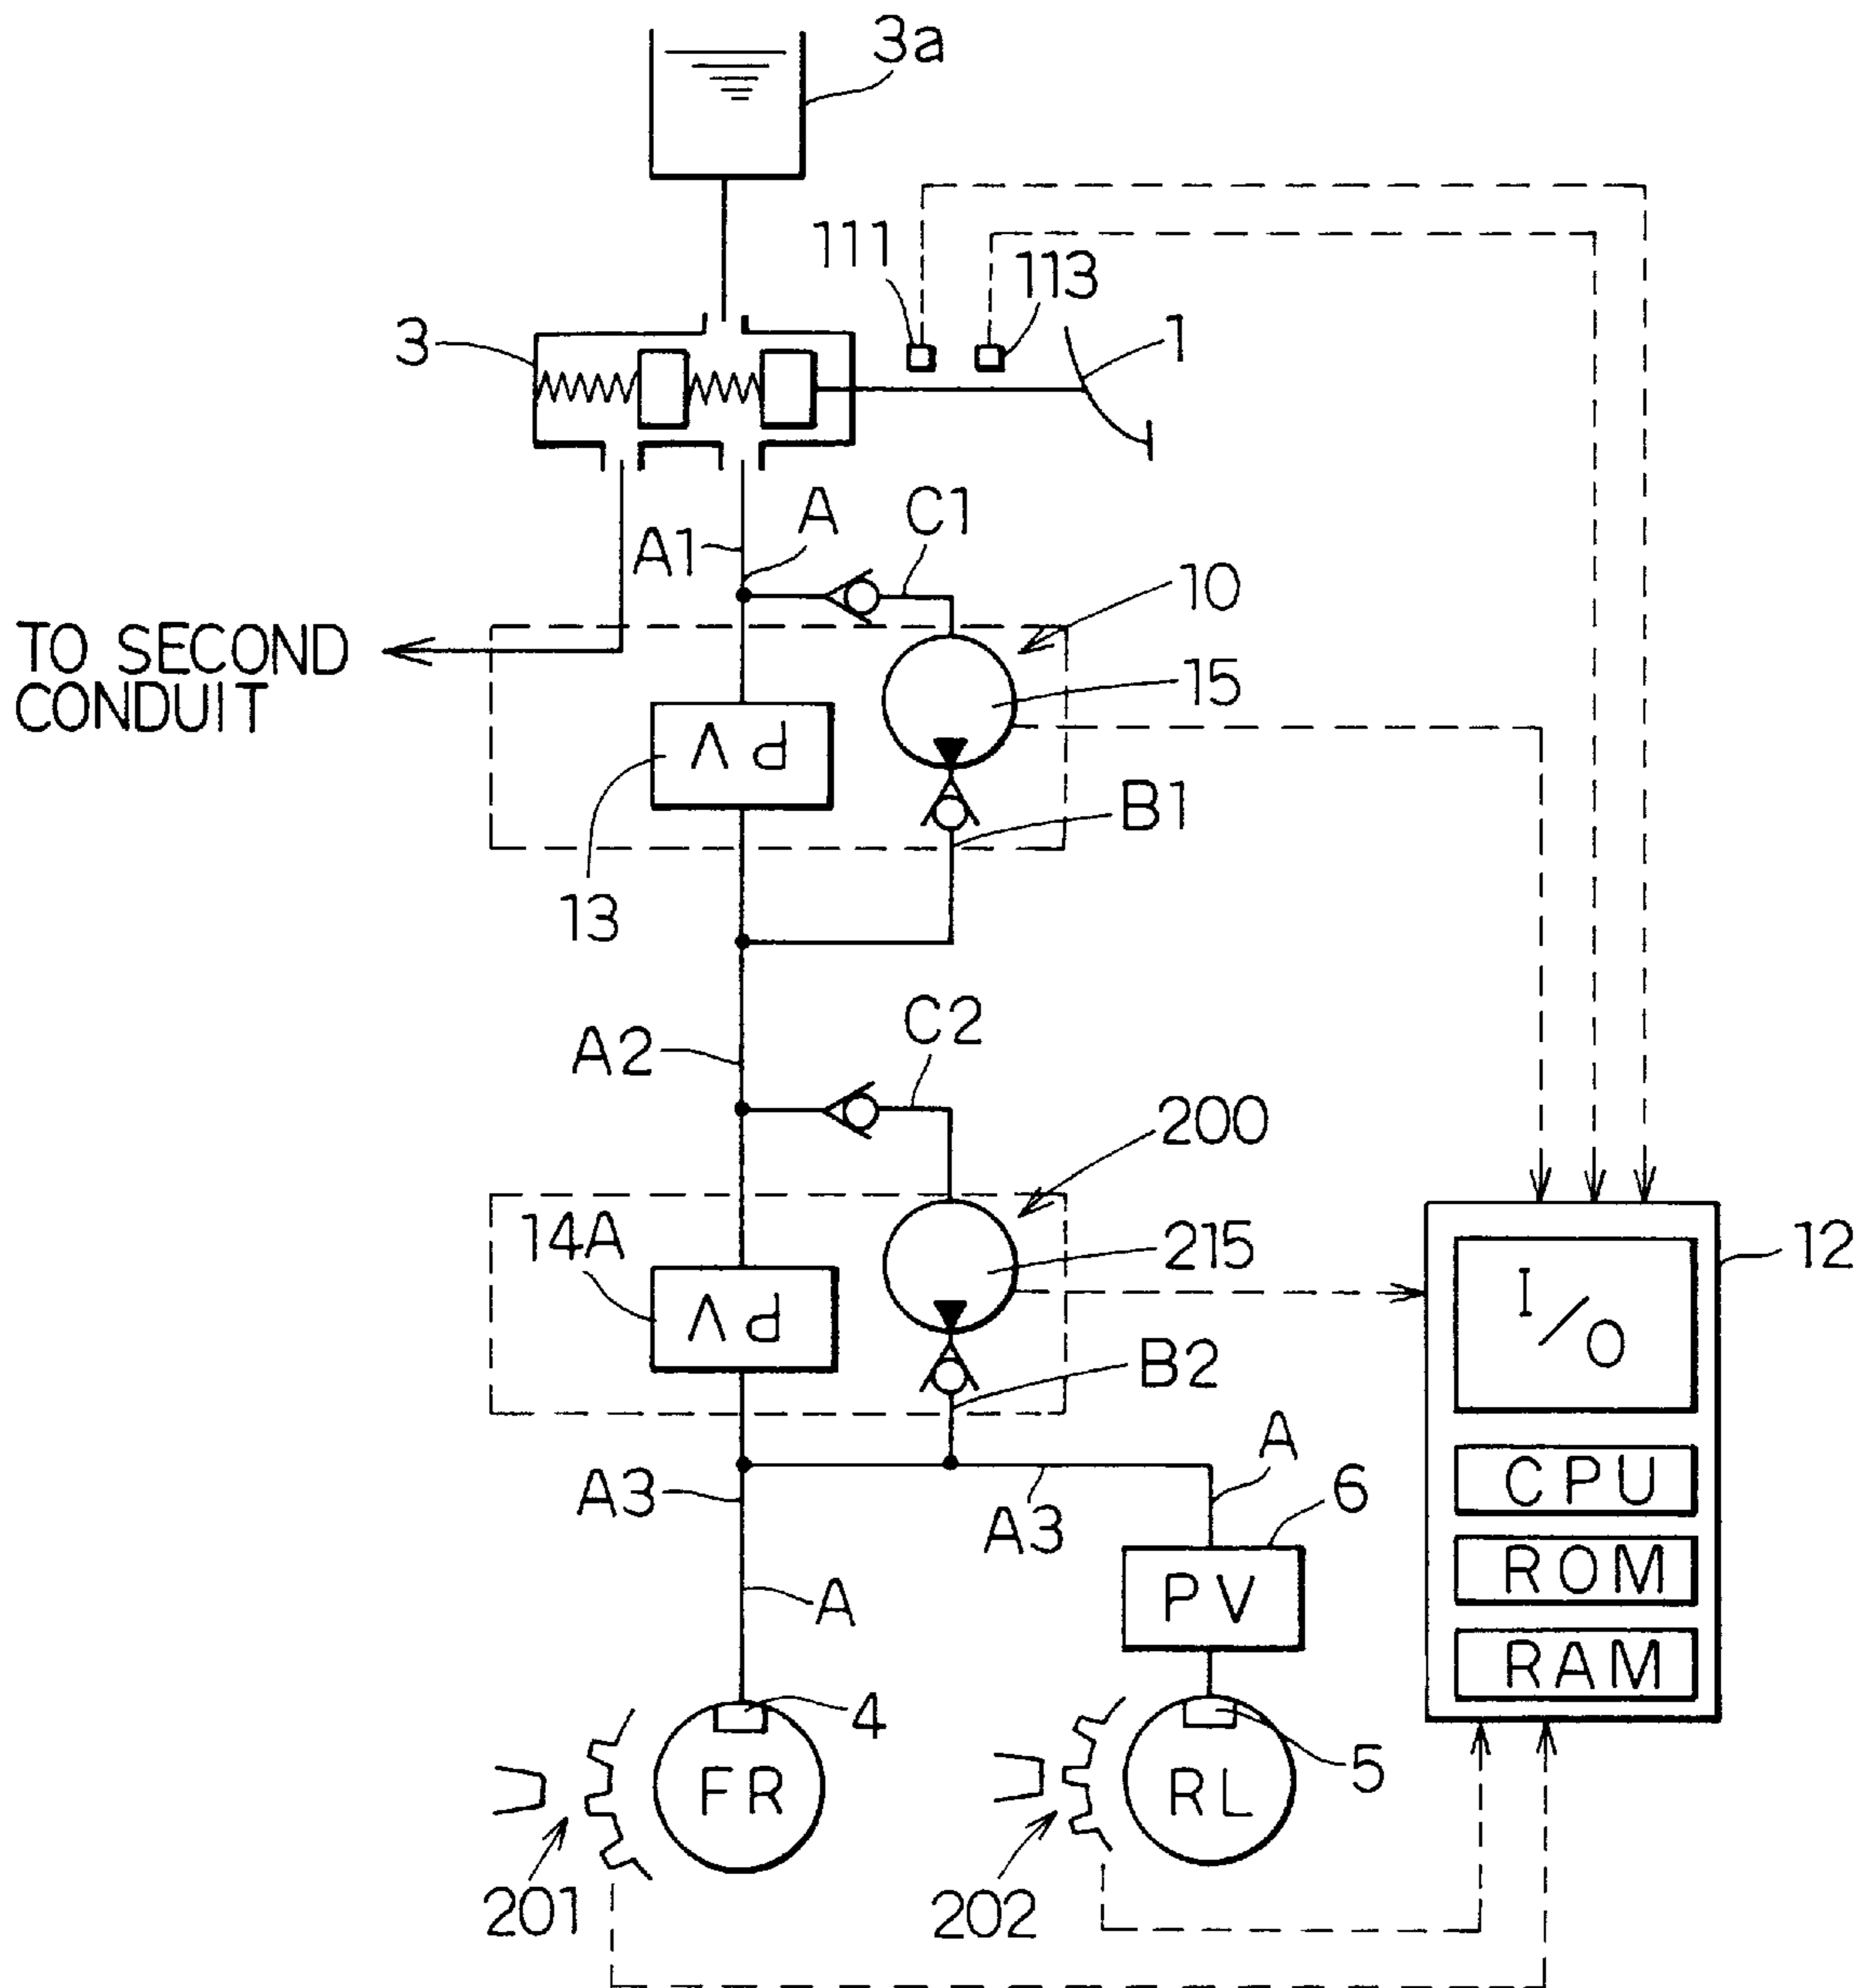 3a
111
113
3
1
A
C1
A1
10
TO SECOND
CONDUIT
15
PV
B1
13
C2
A2
200
14A
215
12
PV
I/O
B2
A
A3
6
CPU
A3
ROM
A
PV
RAM
4
5
FR
RL
201
202